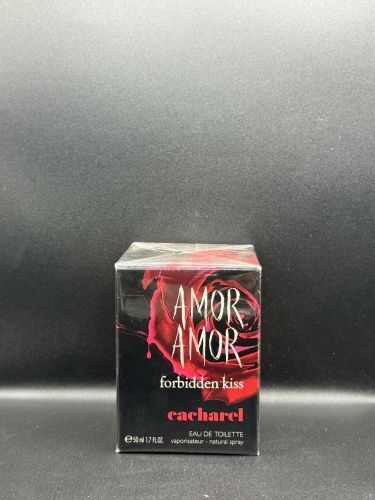 AMOR
AMOR
forbidden kiss
cacharel
EAU DE TOILETTE
℮50 ml 1.7 FL.OZ. vaporisateur - natural spray